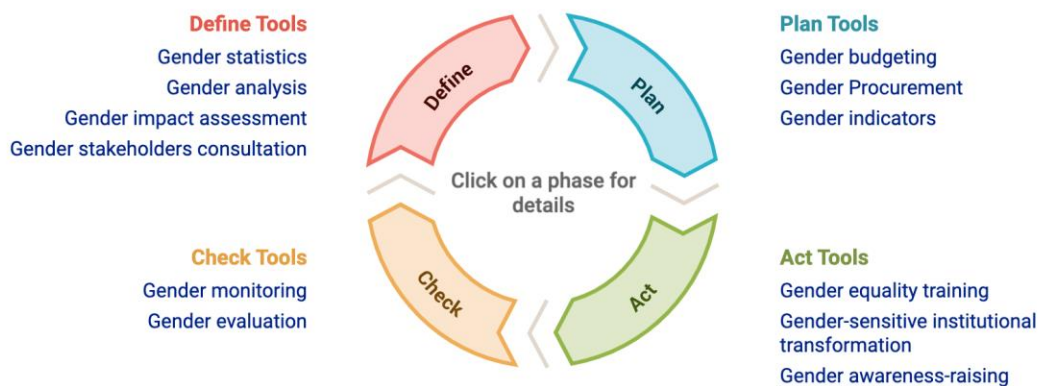 Define Tools
Gender statistics
Gender analysis
Gender impact assessment
Gender stakeholders consultation
Define
Plan
Plan Tools
Gender budgeting
Gender Procurement
Gender indicators
Click on a phase for
details
Check Tools
Gender monitoring
Gender evaluation
Check
Act
Act Tools
Gender equality training
Gender-sensitive institutional
transformation
Gender awareness-raising